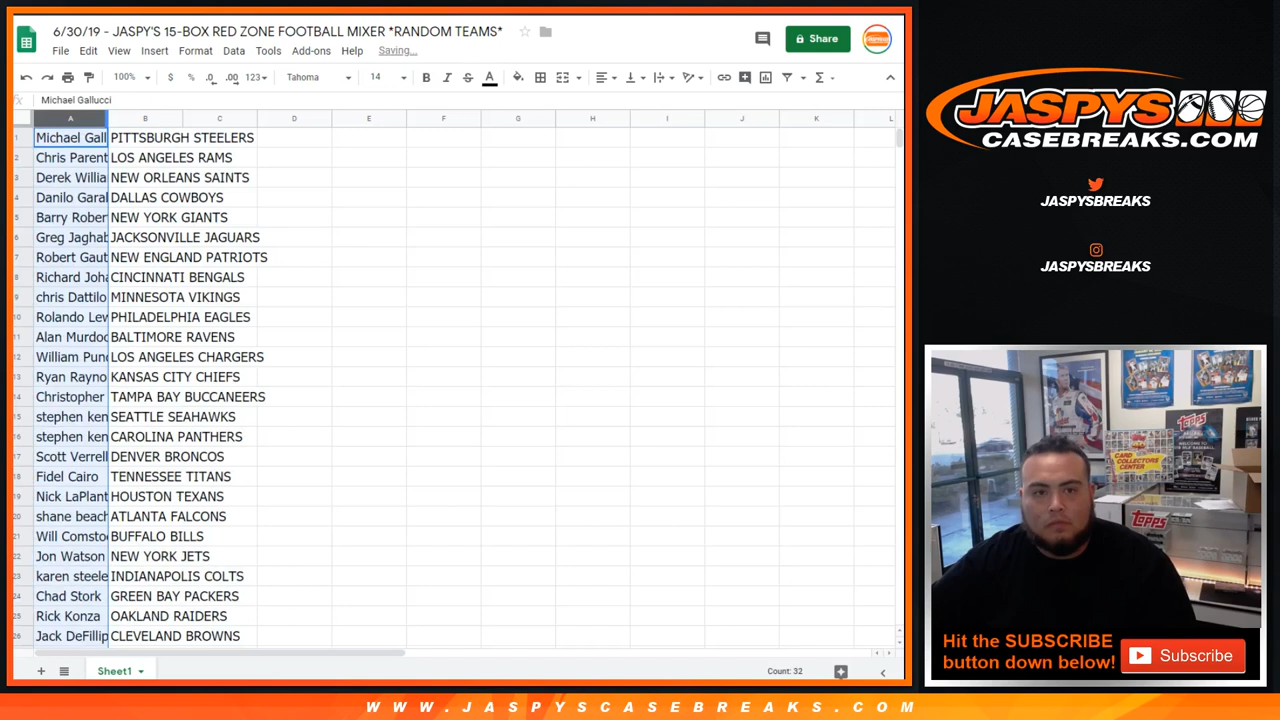 6/30/19 - JASPY'S 15-BOX RED ZONE FOOTBALL MIXER *RANDOM TEAMS*
File Edit View Insert Format Data Tools Add-ons Help Saving...
Share
100% $ % .0 .00 123 Tahoma 14 B I S A
fx Michael Gallucci
A B C D E F G H I J K L
1 Michael Gall PITTSBURGH STEELERS
2 Chris Parent LOS ANGELES RAMS
3 Derek Willia NEW ORLEANS SAINTS
4 Danilo Garal DALLAS COWBOYS
5 Barry Rober NEW YORK GIANTS
6 Greg Jaghab JACKSONVILLE JAGUARS
7 Robert Gaut NEW ENGLAND PATRIOTS
8 Richard Joha CINCINNATI BENGALS
9 chris Dattilo MINNESOTA VIKINGS
10 Rolando Lew PHILADELPHIA EAGLES
11 Alan Murdoc BALTIMORE RAVENS
12 William Punc LOS ANGELES CHARGERS
13 Ryan Rayno KANSAS CITY CHIEFS
14 Christopher TAMPA BAY BUCCANEERS
15 stephen ken SEATTLE SEAHAWKS
16 stephen ken CAROLINA PANTHERS
17 Scott Verrell DENVER BRONCOS
18 Fidel Cairo TENNESSEE TITANS
19 Nick LaPlant HOUSTON TEXANS
20 shane beach ATLANTA FALCONS
21 Will Comsto BUFFALO BILLS
22 Jon Watson NEW YORK JETS
23 karen steele INDIANAPOLIS COLTS
24 Chad Stork GREEN BAY PACKERS
25 Rick Konza OAKLAND RAIDERS
26 Jack DeFillip CLEVELAND BROWNS
Sheet1
Count: 32
JASPYS
CASEBREAKS.COM
JASPYSBREAKS
JASPYSBREAKS
CARD COLLECTORS CENTER
TOPPS
TOPPS
Hit the SUBSCRIBE
button down below!
Subscribe
WWW.JASPYSCASEBREAKS.COM